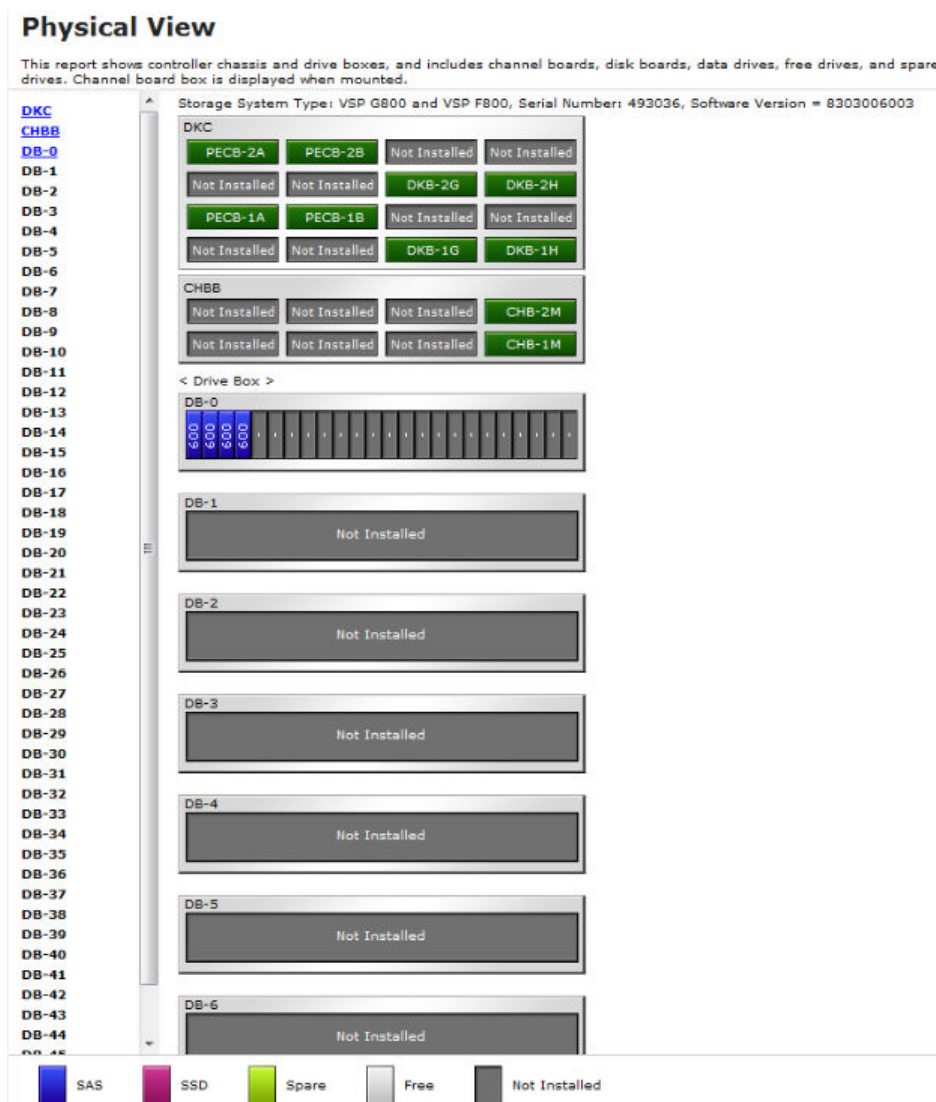 Physical View
This report shows controller chassis and drive boxes, and includes channel boards, disk boards, data drives, free drives, and spare
drives. Channel board box is displayed when mounted.
DKC
CHBB
DB-0
DB-1
DB-2
DB-3
DB-4
DB-5
DB-6
DB-7
DB-8
DB-9
DB-10
DB-11
DB-12
DB-13
DB-14
DB-15
DB-16
DB-17
DB-18
DB-19
DB-20
DB-21
DB-22
DB-23
DB-24
DB-25
DB-26
DB-27
DB-28
DB-29
DB-30
DB-31
DB-32
DB-33
DB-34
DB-35
DB-36
DB-37
DB-38
DB-39
DB-40
DB-41
DB-42
DB-43
DB-44
Storage System Type: VSP G800 and VSP F800, Serial Number: 493036, Software Version = 8303006003
DKC
PECB-2A PECB-2B Not Installed Not Installed
Not Installed Not Installed DKB-2G DKB-2H
PECB-1A PECB-1B Not Installed Not Installed
Not Installed Not Installed DKB-1G DKB-1H
CHBB
Not Installed Not Installed Not Installed CHB-2M
Not Installed Not Installed Not Installed CHB-1M
< Drive Box >
DB-0
600 600 600 600 - - - - - - - - - - - - - - - - - - - -
DB-1
Not Installed
DB-2
Not Installed
DB-3
Not Installed
DB-4
Not Installed
DB-5
Not Installed
DB-6
Not Installed
SAS SSD Spare Free Not Installed